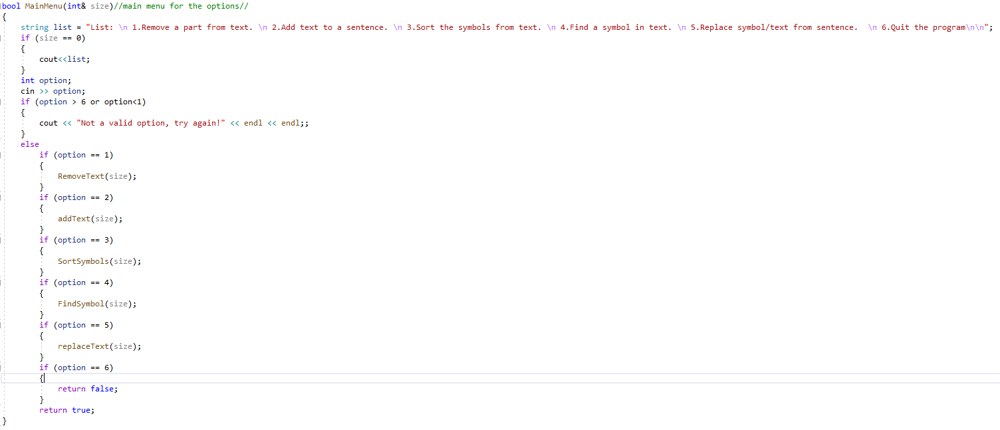 bool MainMenu(int& size)//main menu for the options//
{
    string list = "List: \n 1.Remove a part from text. \n 2.Add text to a sentence. \n 3.Sort the symbols from text. \n 4.Find a symbol in text. \n 5.Replace symbol/text from sentence.  \n 6.Quit the program\n\n";
    if (size == 0)
    {
        cout<<list;
    }
    int option;
    cin >> option;
    if (option > 6 or option<1)
    {
        cout << "Not a valid option, try again!" << endl << endl;;
    }
    else
        if (option == 1)
        {
            RemoveText(size);
        }
        if (option == 2)
        {
            addText(size);
        }
        if (option == 3)
        {
            SortSymbols(size);
        }
        if (option == 4)
        {
            FindSymbol(size);
        }
        if (option == 5)
        {
            replaceText(size);
        }
        if (option == 6)
        {
            return false;
        }
        return true;
}